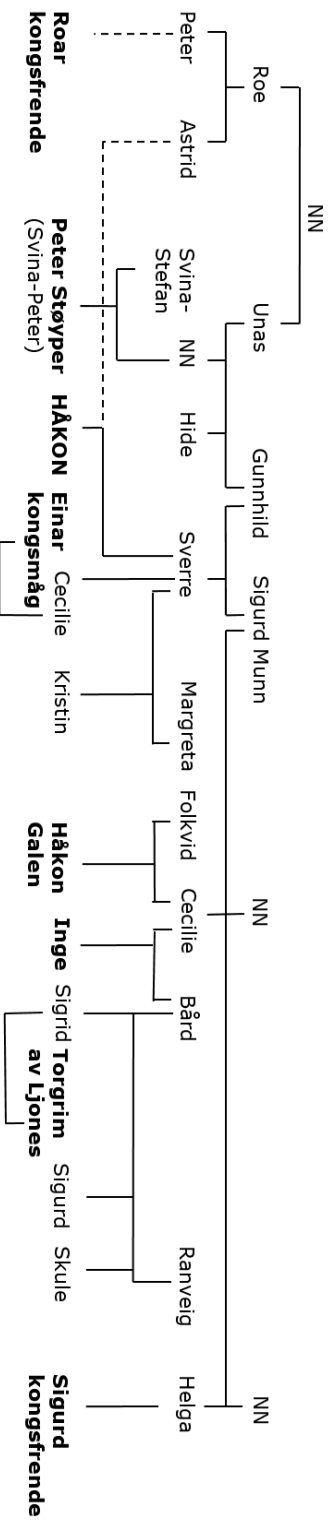 NN
Roe
Unas
Gunnhild
Sigurd Munn
NN
NN
Peter
Astrid
Svina-
Stefan
NN
Hide
Sverre
Margreta
Folkvid
Cecilie
Bård
Ranveig
Helga
Roar
kongsfrende
Peter Støyper
(Svina-Peter)
HÅKON
Einar
kongsmåg
Cecilie
Kristin
Håkon
Galen
Inge
Sigrid
Torgrim
av Ljones
Sigurd
Skule
Sigurd
kongsfrende